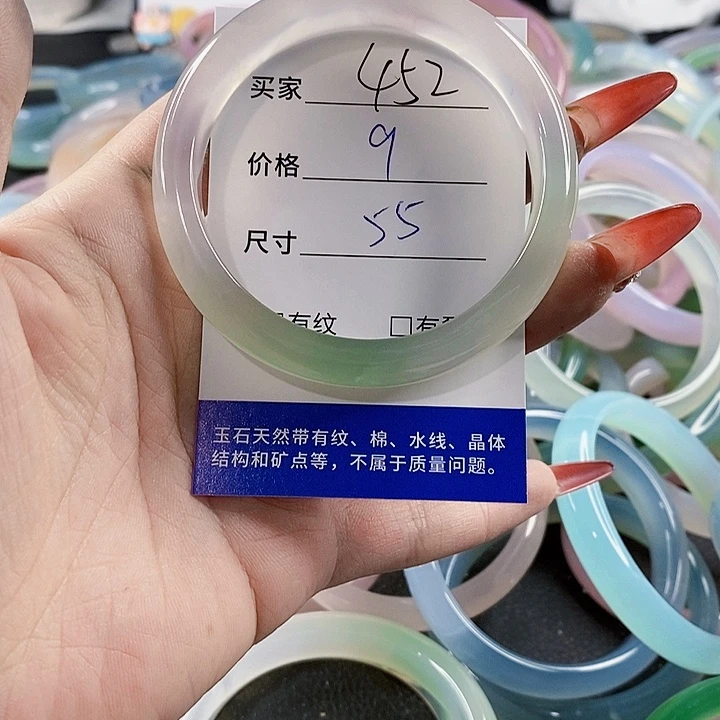 买家 452
价格 9
尺寸 55
有纹 □有
玉石天然带有纹、棉、水线、晶体
结构和矿点等，不属于质量问题。